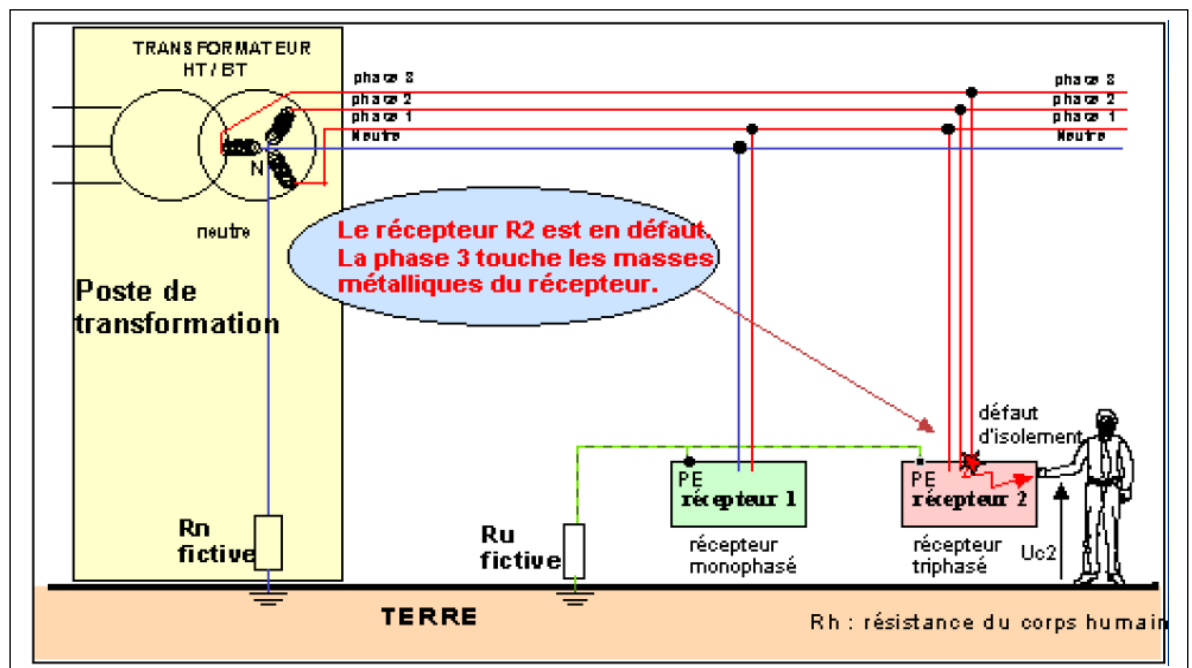 TRANSFORMATEUR
HT / BT
phase 3
phase 2
phase 1
Neutre
phase 3
phase 2
phase 1
Neutre
N
neutre
Le récepteur R2 est en défaut.
La phase 3 touche les masses
métalliques du récepteur.
Poste de
transformation
défaut
d'isolement
PE
récepteur 1
PE
récepteur 2
Rn
fictive
Ru
fictive
récepteur
monophasé
récepteur
triphasé
Uc2
TERRE
Rh : résistance du corps humain